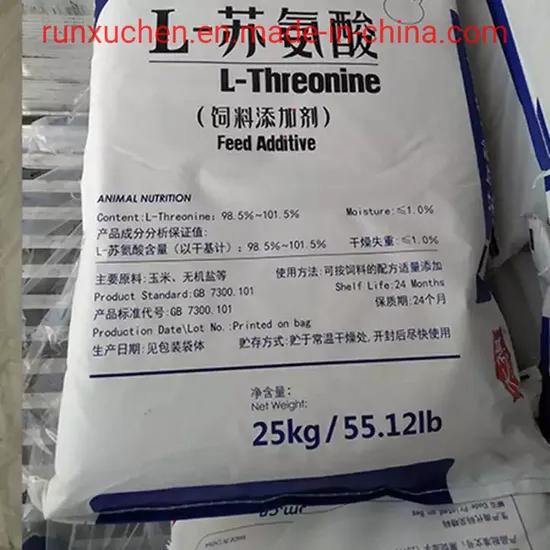 runxuchen.en.made-in-china.com
L-苏氨酸
L-Threonine
(饲料添加剂)
Feed Additive
ANIMAL NUTRITION
Content:L-Threonine: 98.5%~101.5% Moisture:≤1.0%
产品成分分析保证值:
L-苏氨酸含量(以干基计): 98.5%~101.5% 干燥失重:≤1.0%
主要原料:玉米、无机盐等 使用方法:可按饲料的配方适量添加
Product Standard:GB 7300.101 Shelf Life:24 Months
产品标准代号:GB 7300.101 保质期:24个月
Production Date\Lot No.:Printed on bag
生产日期:见包装袋体 贮存方式:贮于常温干燥处,开封后尽快使用
净含量:
Net Weight:
25kg/55.12lb
MADE IN CHINA